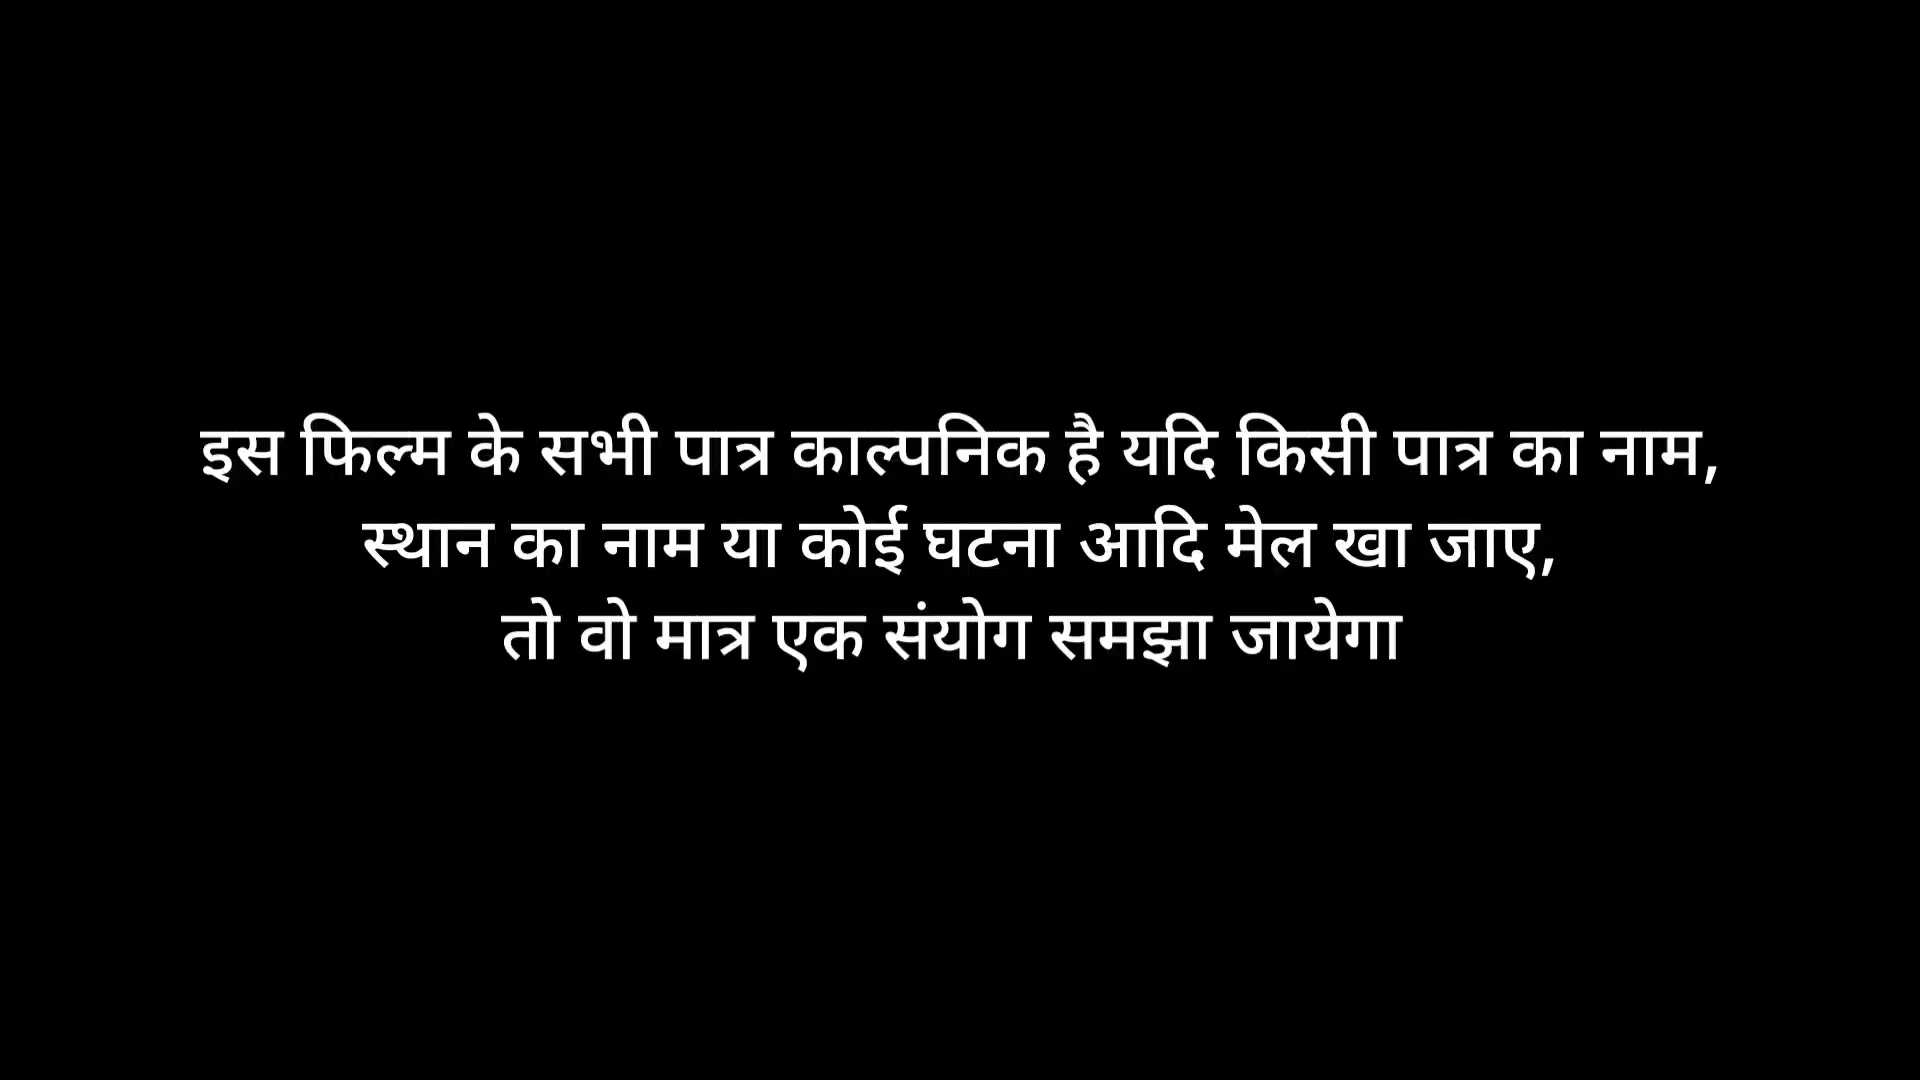 इस फिल्म के सभी पात्र काल्पनिक है यदि किसी पात्र का नाम,
स्थान का नाम या कोई घटना आदि मेल खा जाए,
तो वो मात्र एक संयोग समझा जायेगा